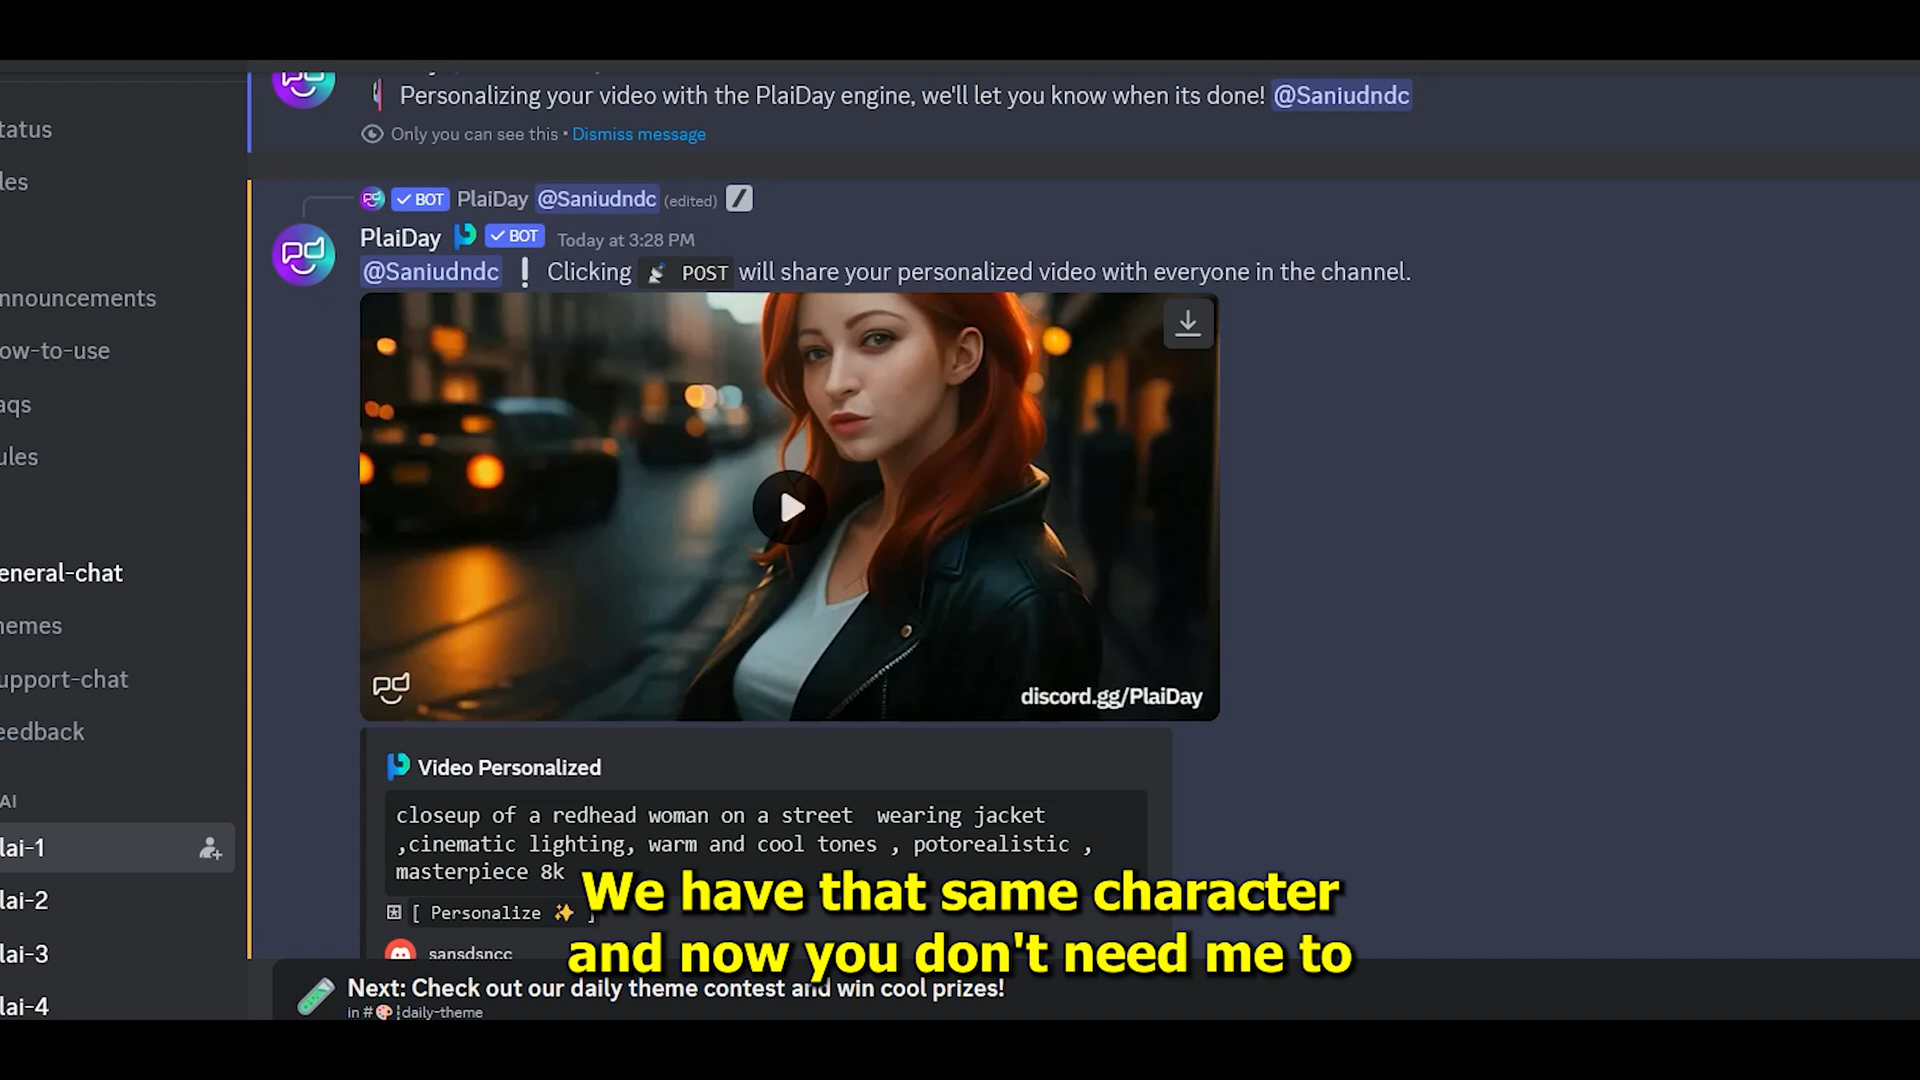 Personalizing your video with the PlaiDay engine, we'll let you know when its done! @Saniudndc
Only you can see this • Dismiss message
tatus
les
nnouncements
ow-to-use
aqs
ules
eneral-chat
hemes
upport-chat
eedback
AI
lai-1
lai-2
lai-3
lai-4
BOT PlaiDay @Saniudndc (edited)
PlaiDay BOT Today at 3:28 PM
@Saniudndc ! Clicking POST will share your personalized video with everyone in the channel.
discord.gg/PlaiDay
Video Personalized
closeup of a redhead woman on a street wearing jacket
,cinematic lighting, warm and cool tones , potorealistic ,
masterpiece 8k
[ Personalize ✨ ]
sandsncc
We have that same character
and now you don't need me to
Next: Check out our daily theme contest and win cool prizes!
in # 🎨¦daily-theme